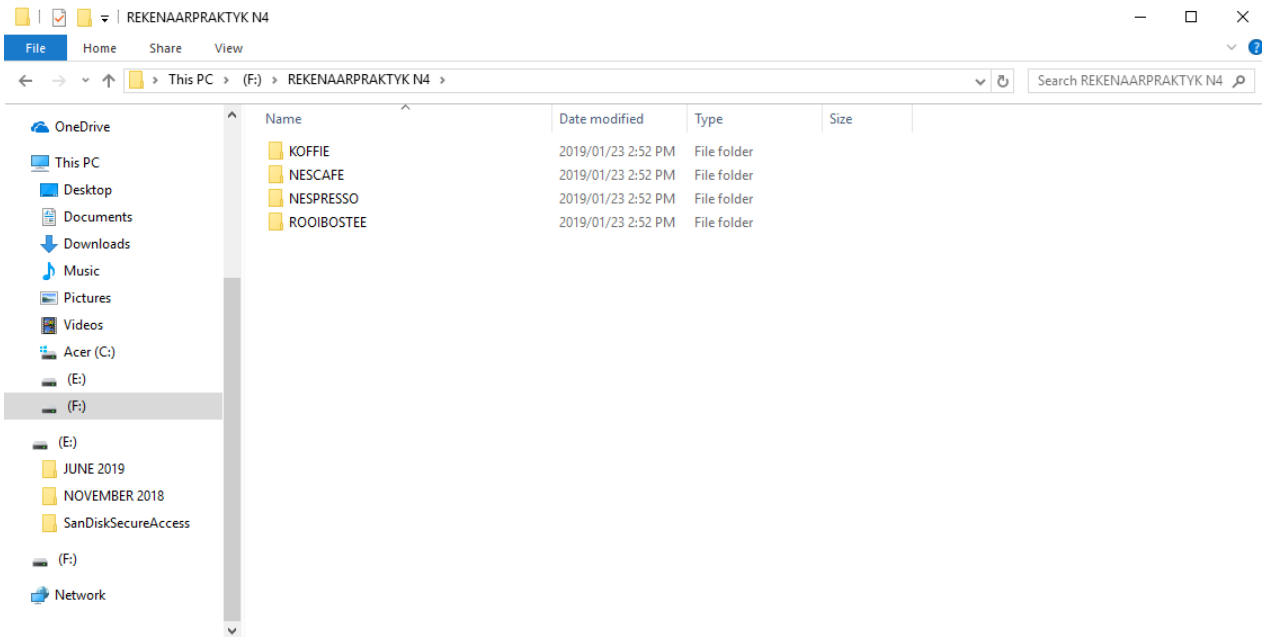 REKENAARPRAKTYK N4
File Home Share View
This PC (F:) REKENAARPRAKTYK N4 Search REKENAARPRAKTYK N4
OneDrive
This PC
Desktop
Documents
Downloads
Music
Pictures
Videos
Acer (C:)
(E:)
(F:)
(E:)
JUNE 2019
NOVEMBER 2018
SanDiskSecureAccess
(F:)
Network
Name Date modified Type Size
KOFFIE 2019/01/23 2:52 PM File folder
NESCAFE 2019/01/23 2:52 PM File folder
NESPRESSO 2019/01/23 2:52 PM File folder
ROOIBOSTEE 2019/01/23 2:52 PM File folder